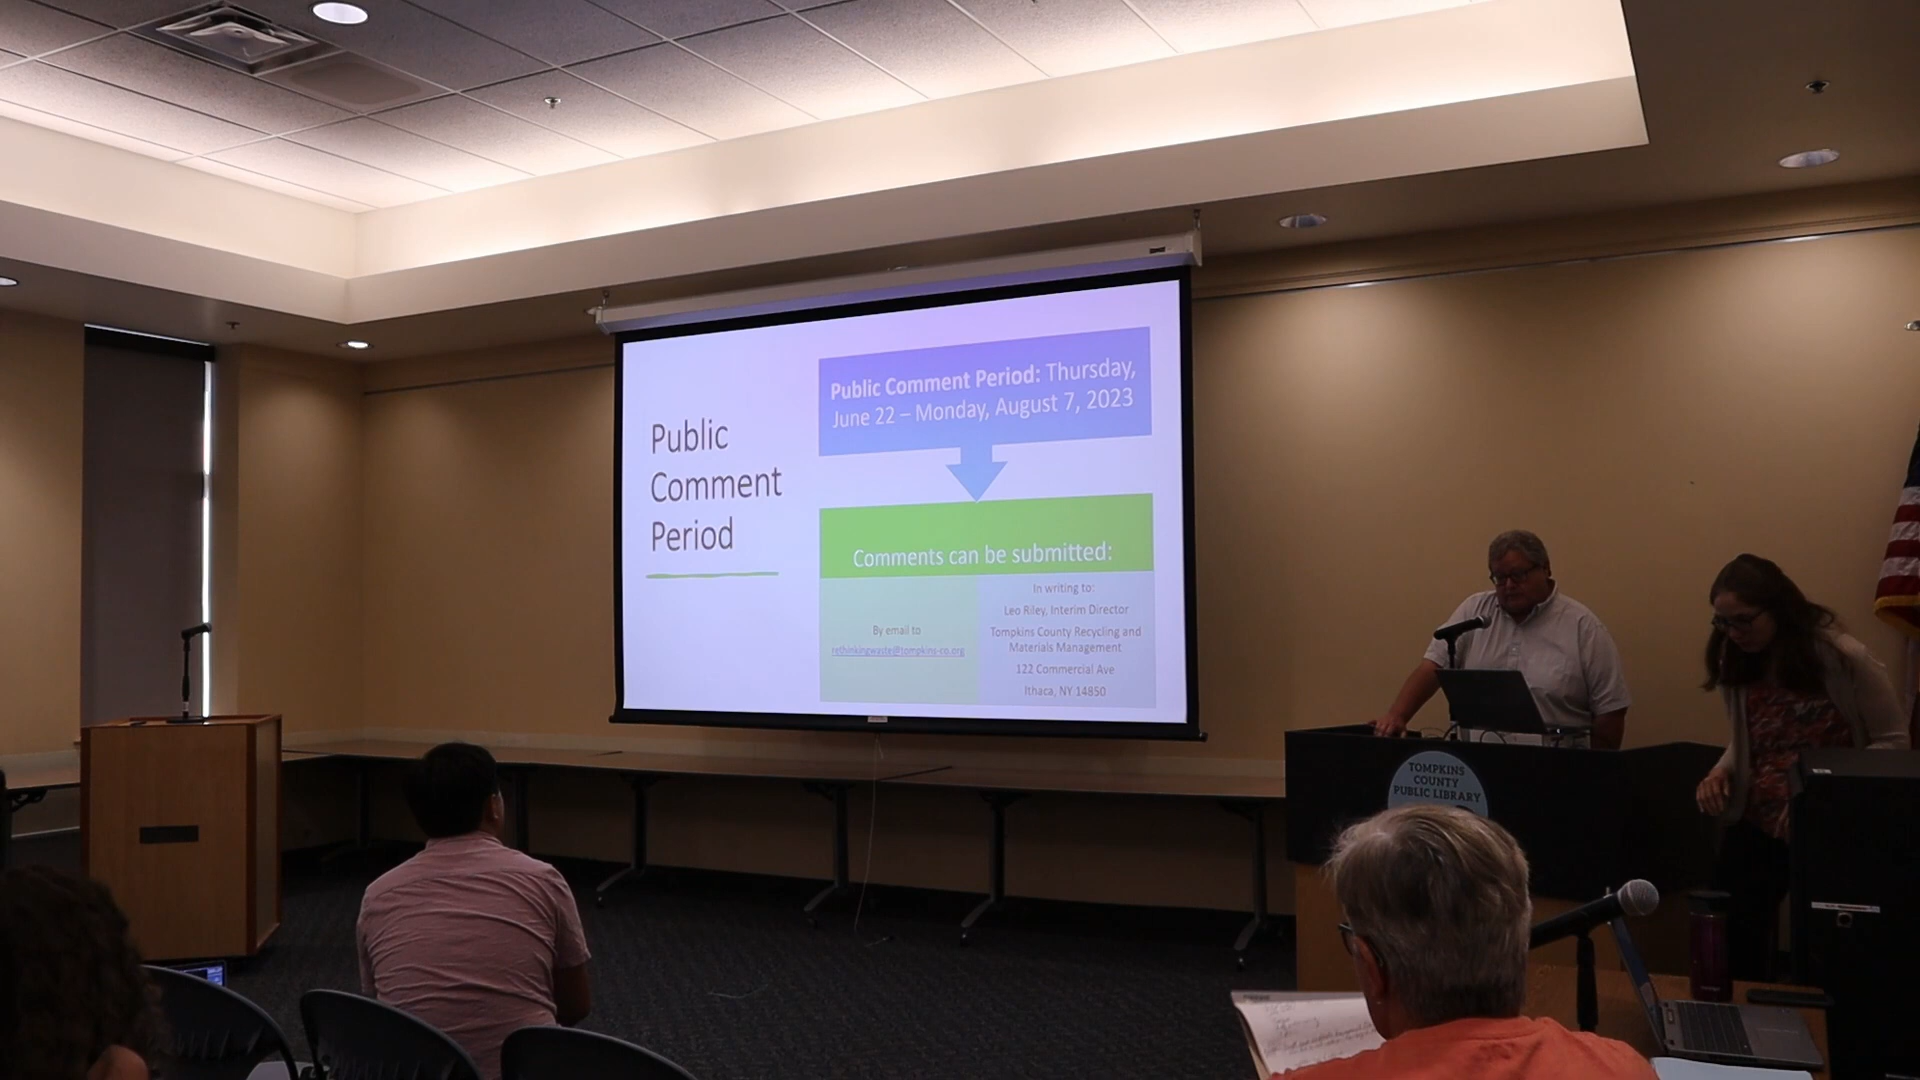 Public
Comment
Period
Public Comment Period: Thursday,
June 22 – Monday, August 7, 2023
Comments can be submitted:
By email to
rethinkingwaste@tompkins-co.org
In writing to:
Leo Riley, Interim Director
Tompkins County Recycling and
Materials Management
122 Commercial Ave
Ithaca, NY 14850
TOMPKINS
COUNTY
PUBLIC LIBRARY